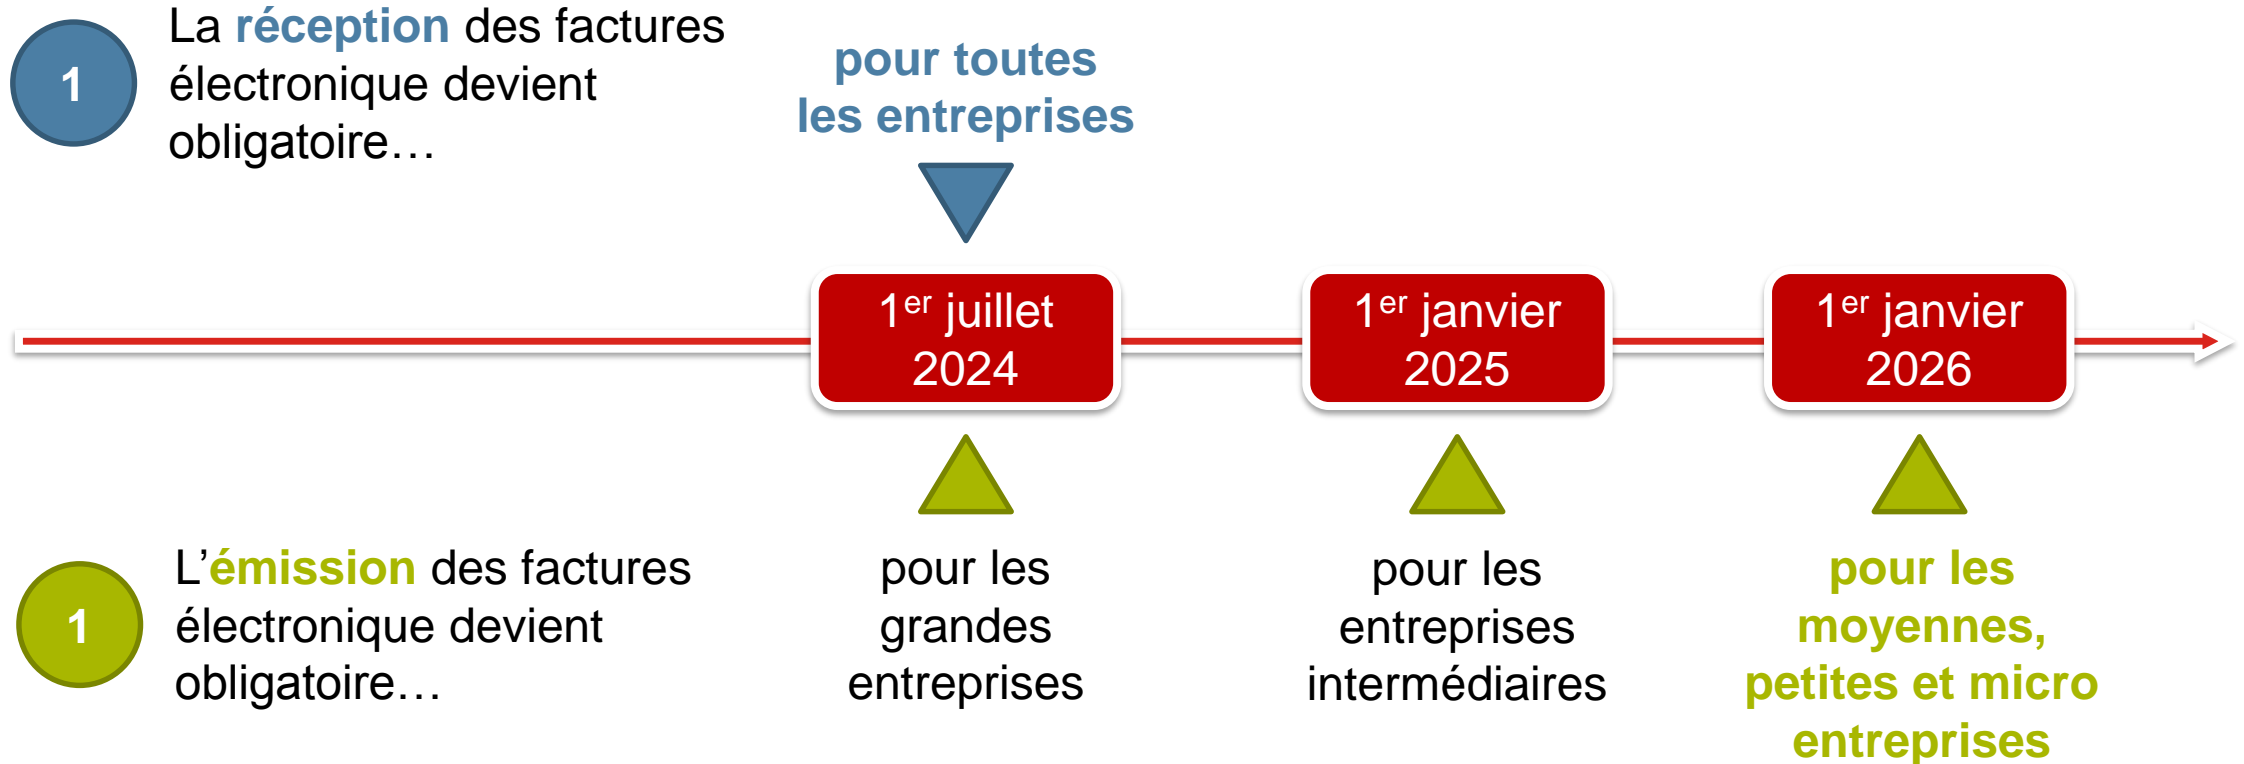 1
La réception des factures
électronique devient
obligatoire…
pour toutes
les entreprises
1er juillet
2024
1er janvier
2025
1er janvier
2026
1
L’émission des factures
électronique devient
obligatoire…
pour les
grandes
entreprises
pour les
entreprises
intermédiaires
pour les
moyennes,
petites et micro
entreprises